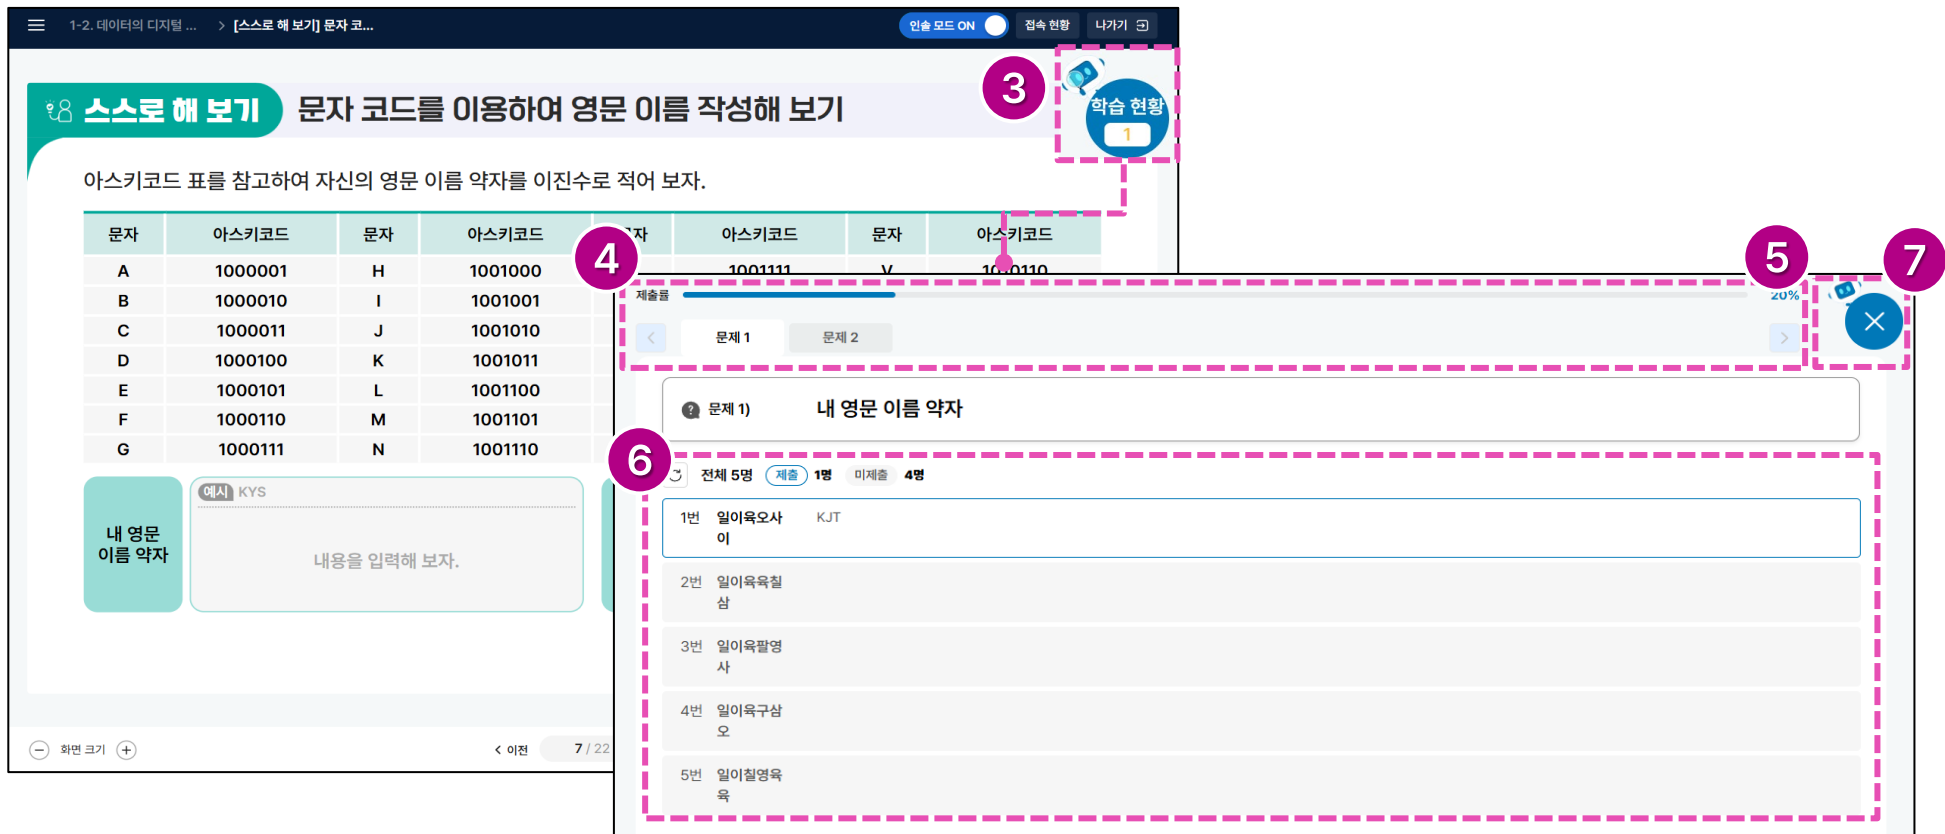 1-2. 데이터의 디지털 ... > [스스로 해 보기] 문자 코... 인솔 모드 ON 접속 현황 나가기
3
학습 현황
1
스스로 해 보기 문자 코드를 이용하여 영문 이름 작성해 보기
아스키코드 표를 참고하여 자신의 영문 이름 약자를 이진수로 적어 보자.
문자 아스키코드 문자 아스키코드 문자 아스키코드 문자 아스키코드
A 1000001 H 1001000 1001111 V 1010110
B 1000010 I 1001001
C 1000011 J 1001010
D 1000100 K 1001011
E 1000101 L 1001100
F 1000110 M 1001101
G 1000111 N 1001110
내 영문
이름 약자
예시 KYS
내용을 입력해 보자.
화면 크기 < 이전 7 / 22
4
5
7
제출률 20%
< 문제 1 문제 2 >
문제 1) 내 영문 이름 약자
6
전체 5명 제출 1명 미제출 4명
1번 일이육오사 KJT
이
2번 일이육육칠
삼
3번 일이육팔영
사
4번 일이육구삼
오
5번 일이칠영육
육